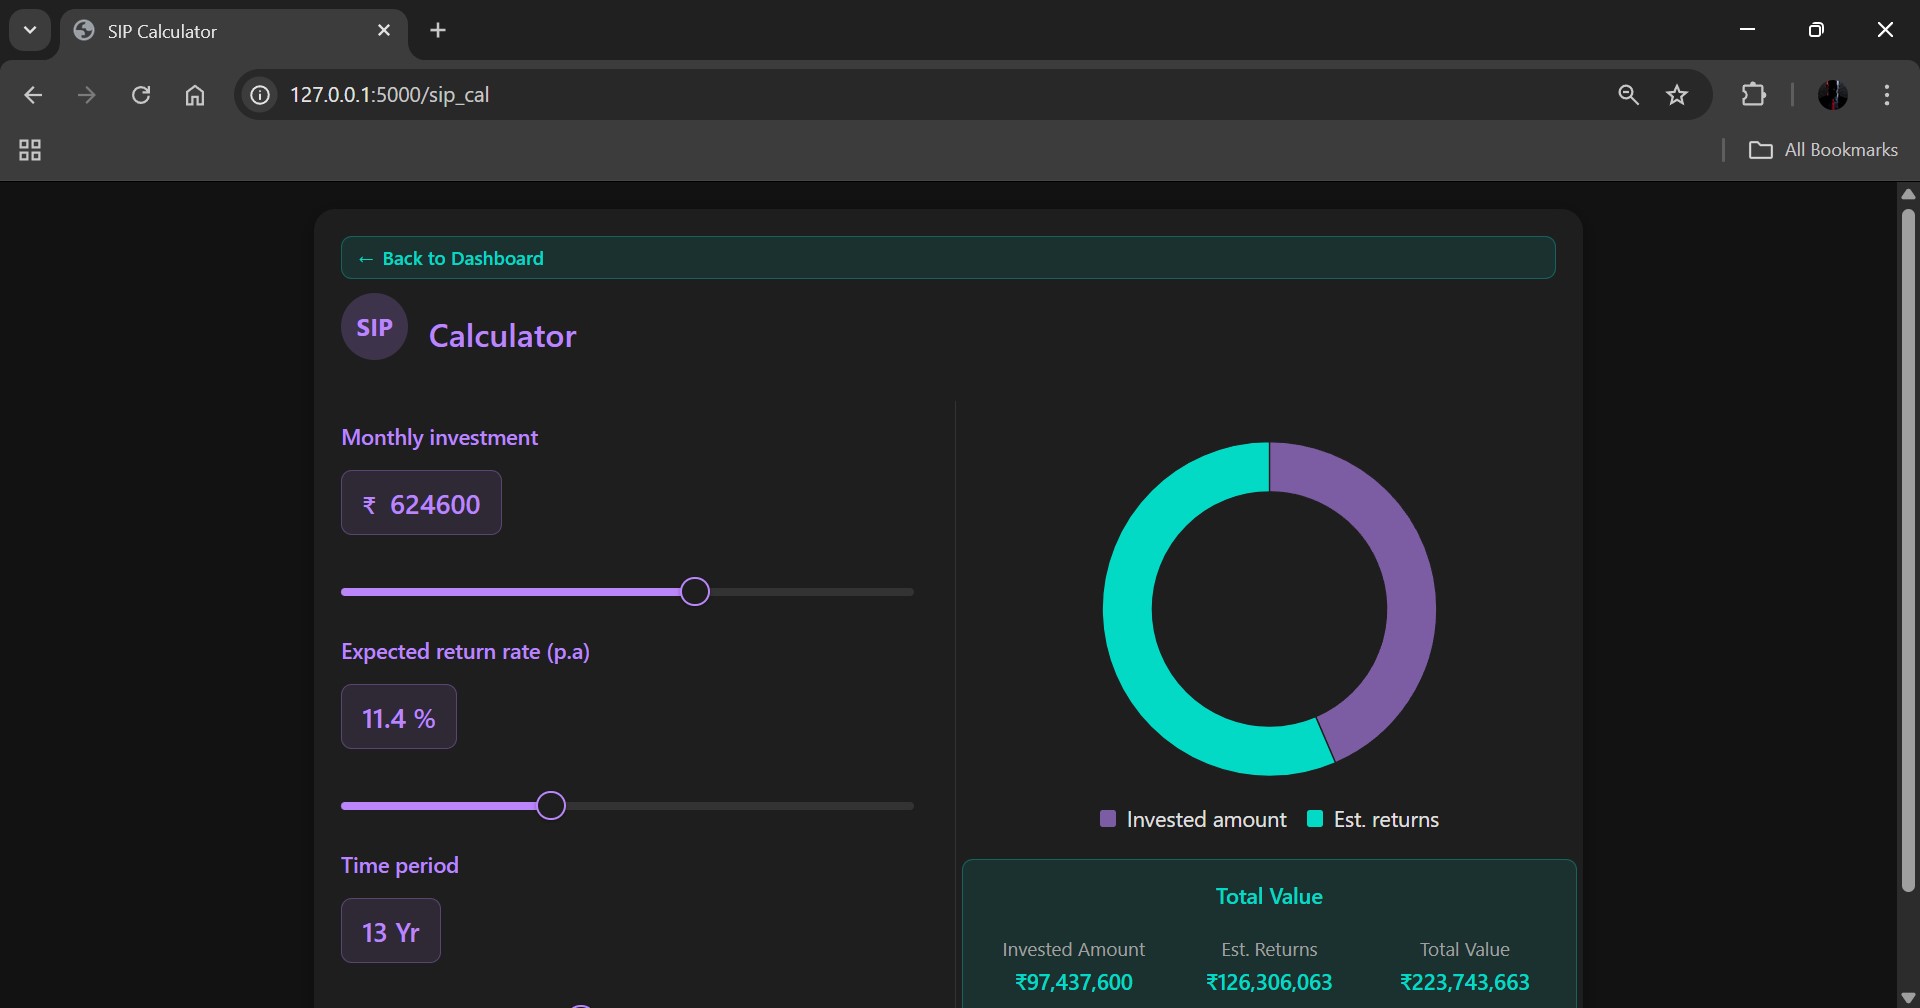 SIP Calculator
127.0.0.1:5000/sip_cal
All Bookmarks
← Back to Dashboard
SIP Calculator
Monthly investment
₹ 624600
Expected return rate (p.a)
11.4 %
Time period
13 Yr
Invested amount Est. returns
Total Value
Invested Amount Est. Returns Total Value
₹97,437,600 ₹126,306,063 ₹223,743,663